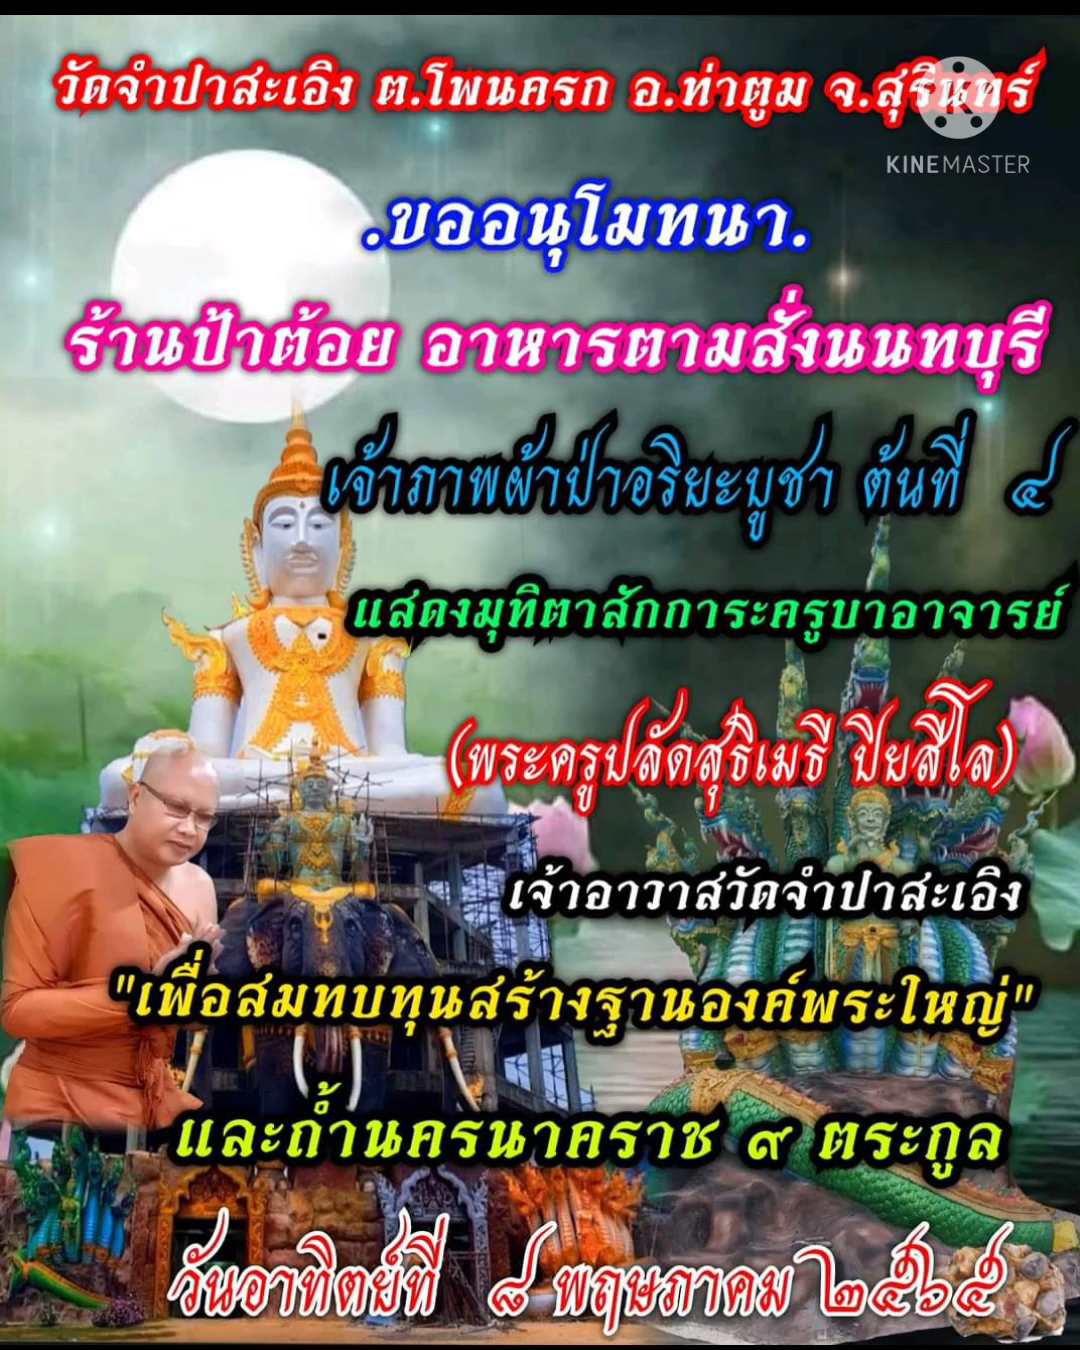 วัดจำปาสะเอิง ต.โพนครก อ.ท่าตูม จ.สุรินทร์
KINEMASTER
.ขออนุโมทนา.
ร้านป้าต้อย อาหารตามสั่งนนทบุรี
เจ้าภาพผ้าป่าอริยะบูชา ต้นที่ ๔
แสดงมุทิตาสักการะครูบาอาจารย์
(พระครูปลัดสุธิเมธี ปิยสีโล)
เจ้าอาวาสวัดจำปาสะเอิง
"เพื่อสมทบทุนสร้างฐานองค์พระใหญ่"
และถ้ำนครนาคราช ๙ ตระกูล
วันอาทิตย์ที่ ๘ พฤษภาคม ๒๕๖๕